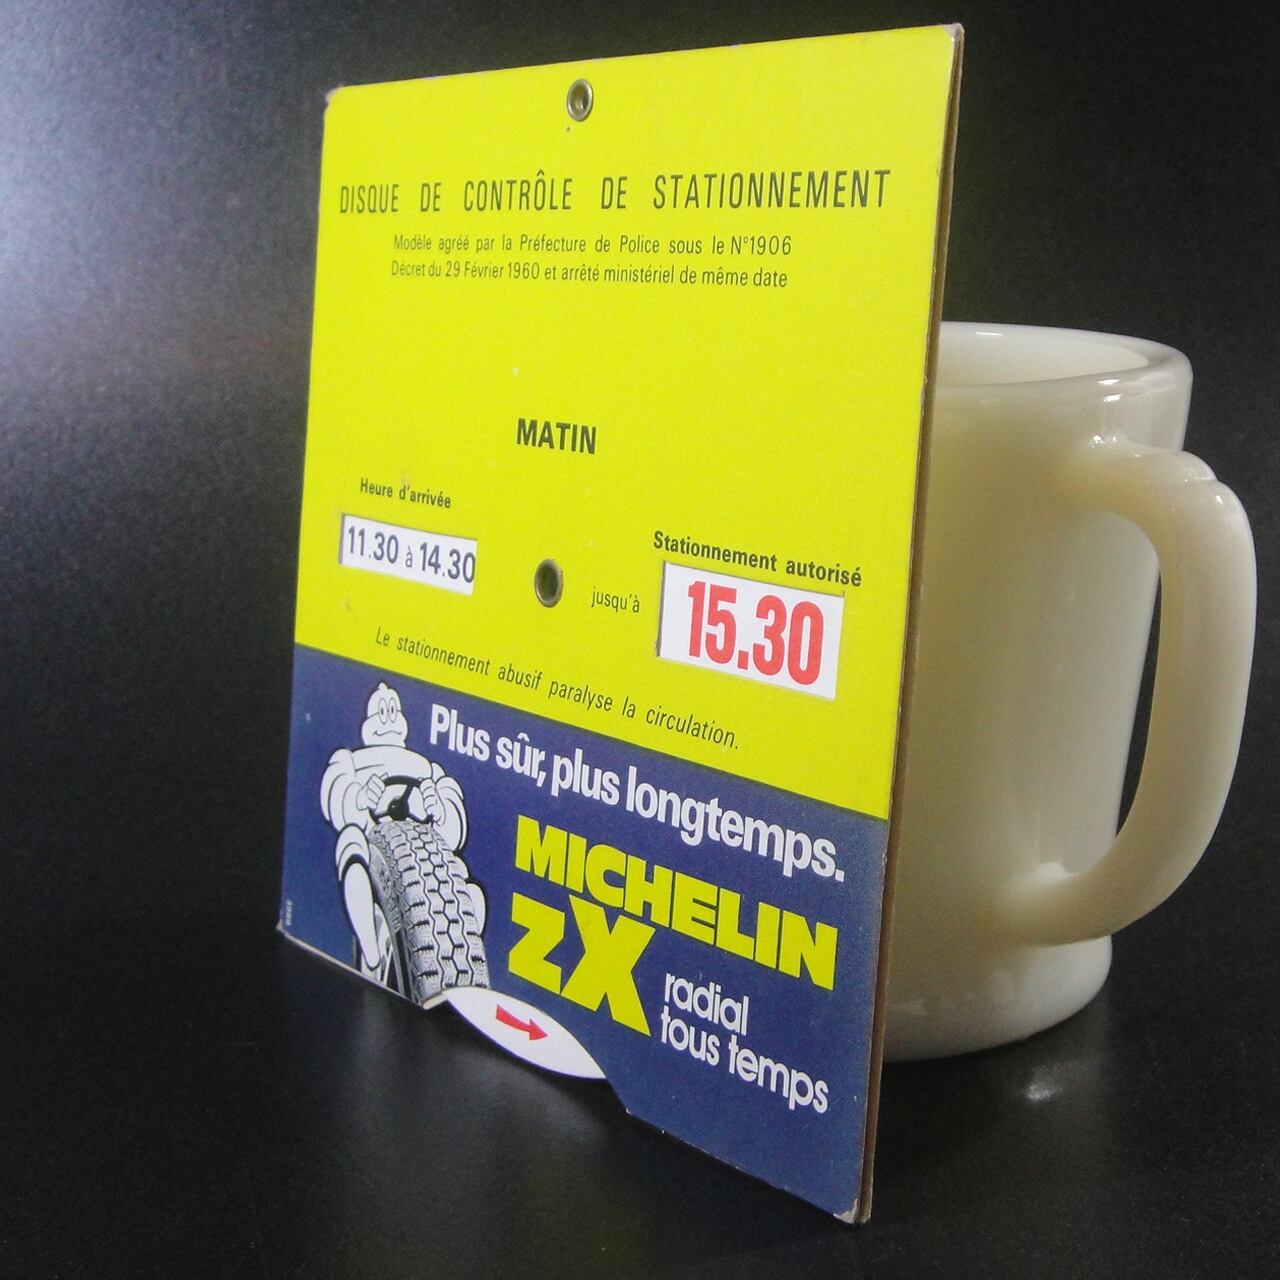 DISQUE DE CONTRÔLE DE STATIONNEMENT
Modèle agréé par la Préfecture de Police sous le N°1906
Décret du 29 Février 1960 et arrêté ministériel de même date
MATIN
Heure d'arrivée
11.30 à 14.30
Stationnement autorisé
jusqu'à
15.30
Le stationnement abusif paralyse la circulation.
Plus sûr, plus longtemps.
MICHELIN
ZX
radial
tous temps